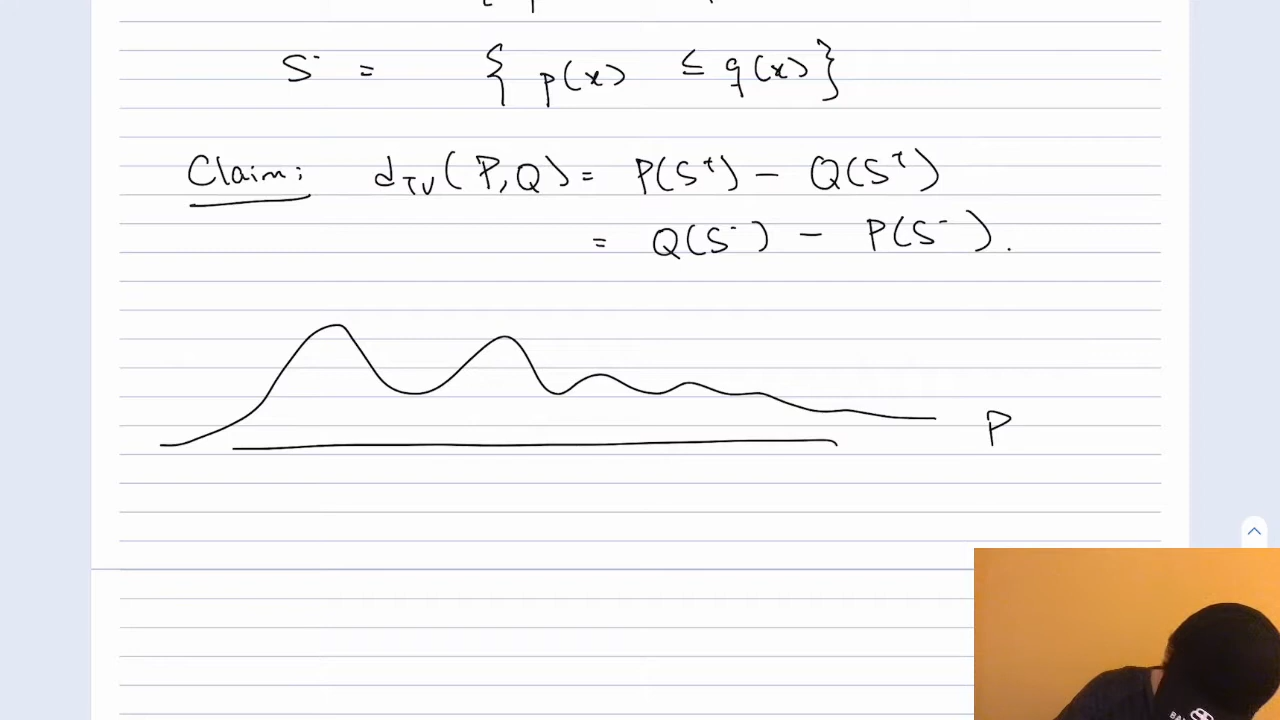 S⁻ = { p(x) ≤ q(x) }
Claim: d_TV(P,Q) = P(S⁺) − Q(S⁺)
= Q(S⁻) − P(S⁻).
P